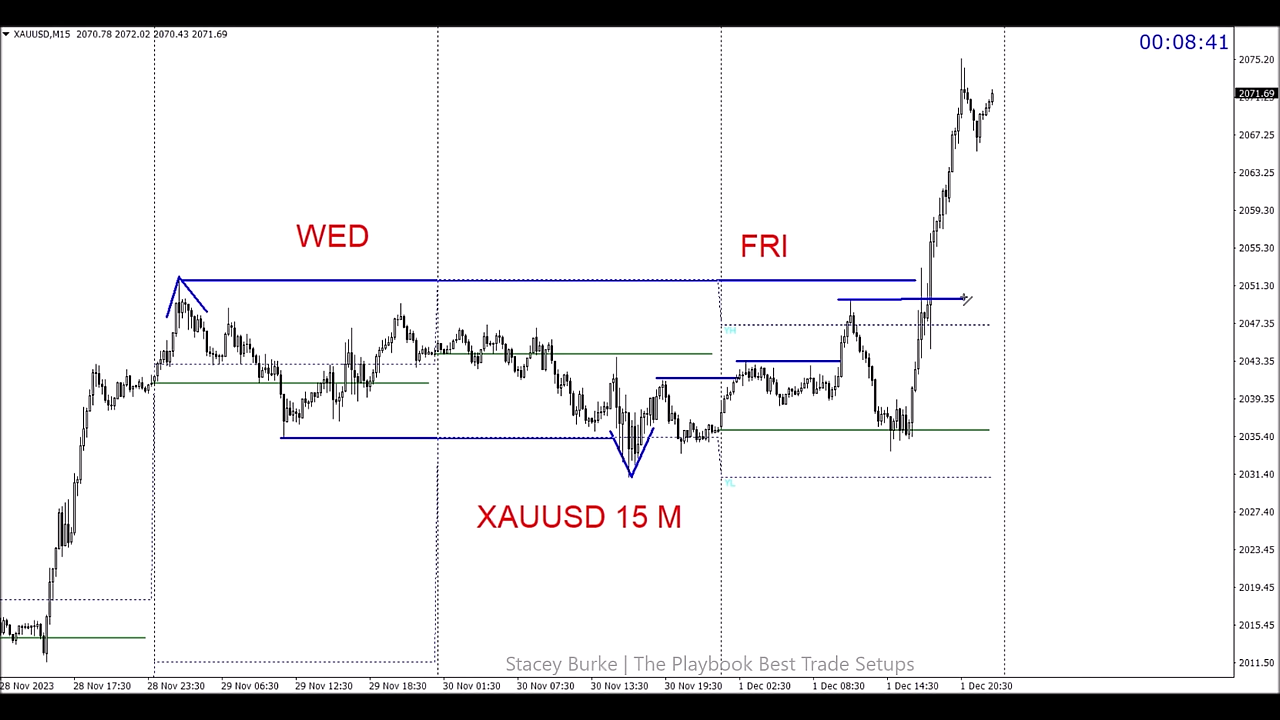 XAUUSD,M15 2070.78 2072.02 2070.43 2071.69
00:08:41
2075.20
2071.69
2067.25
2063.25
2059.30
2055.30
2051.30
2047.35
2043.35
2039.35
2035.40
2031.40
2027.40
2023.45
2019.45
2015.45
2011.50
WED
FRI
YH
YL
XAUUSD 15 M
Stacey Burke | The Playbook Best Trade Setups
28 Nov 2023 28 Nov 17:30 28 Nov 23:30 29 Nov 06:30 29 Nov 12:30 29 Nov 18:30 30 Nov 01:30 30 Nov 07:30 30 Nov 13:30 30 Nov 19:30 1 Dec 02:30 1 Dec 08:30 1 Dec 14:30 1 Dec 20:30